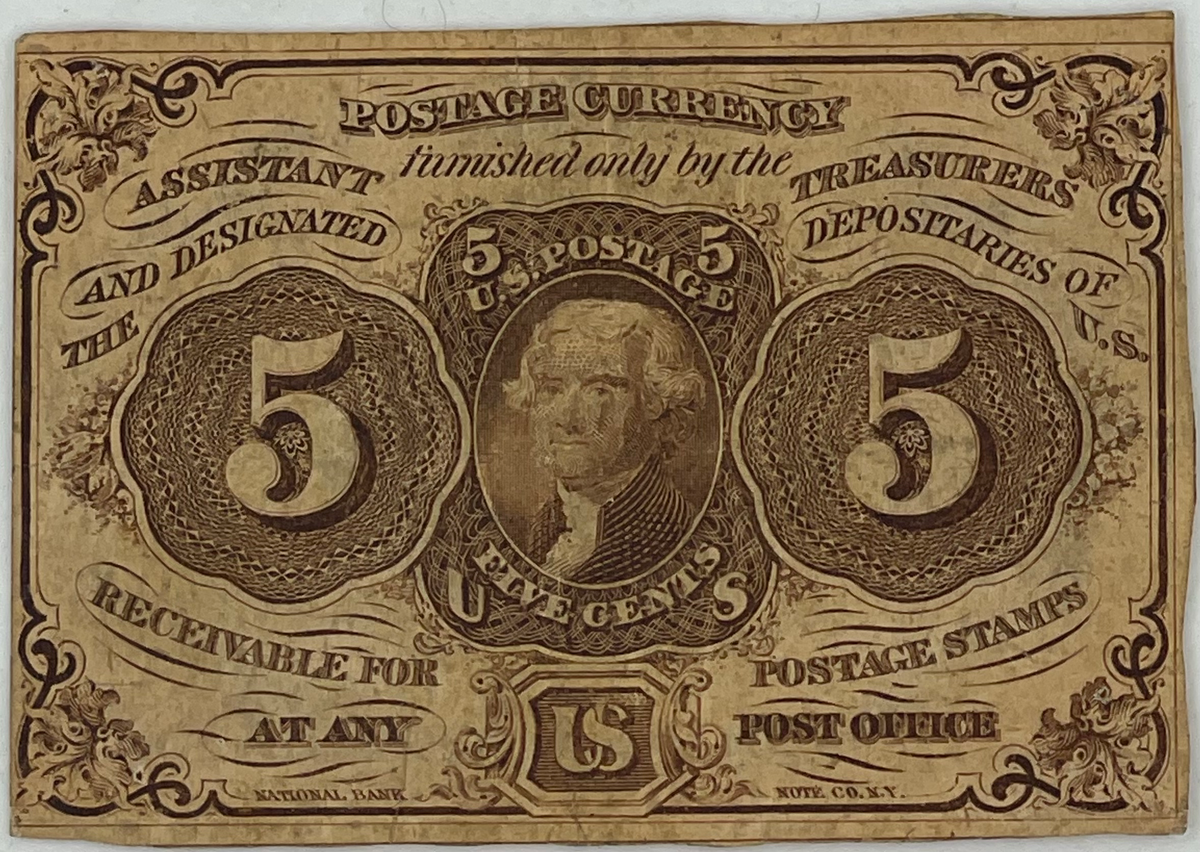 POSTAGE CURRENCY
furnished only by the
ASSISTANT TREASURERS
AND DESIGNATED DEPOSITARIES OF
THE U.S.
5 5
U.S. POSTAGE
5 5
FIVE CENTS
U S
RECEIVABLE FOR POSTAGE STAMPS
AT ANY POST OFFICE
US
NATIONAL BANK NOTE CO. N.Y.